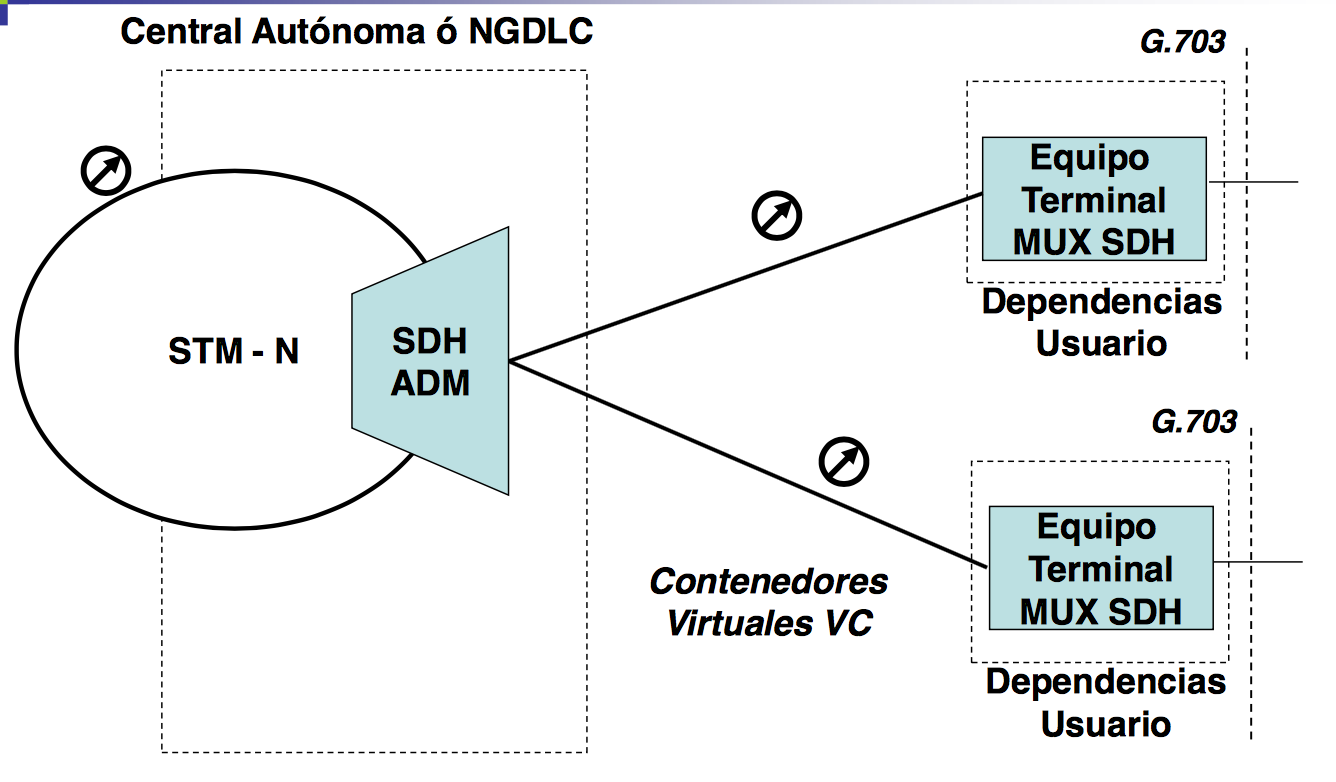 Central Autónoma ó NGDLC
G.703
Equipo
Terminal
MUX SDH
Dependencias
Usuario
STM - N
SDH
ADM
G.703
Equipo
Terminal
MUX SDH
Contenedores
Virtuales VC
Dependencias
Usuario